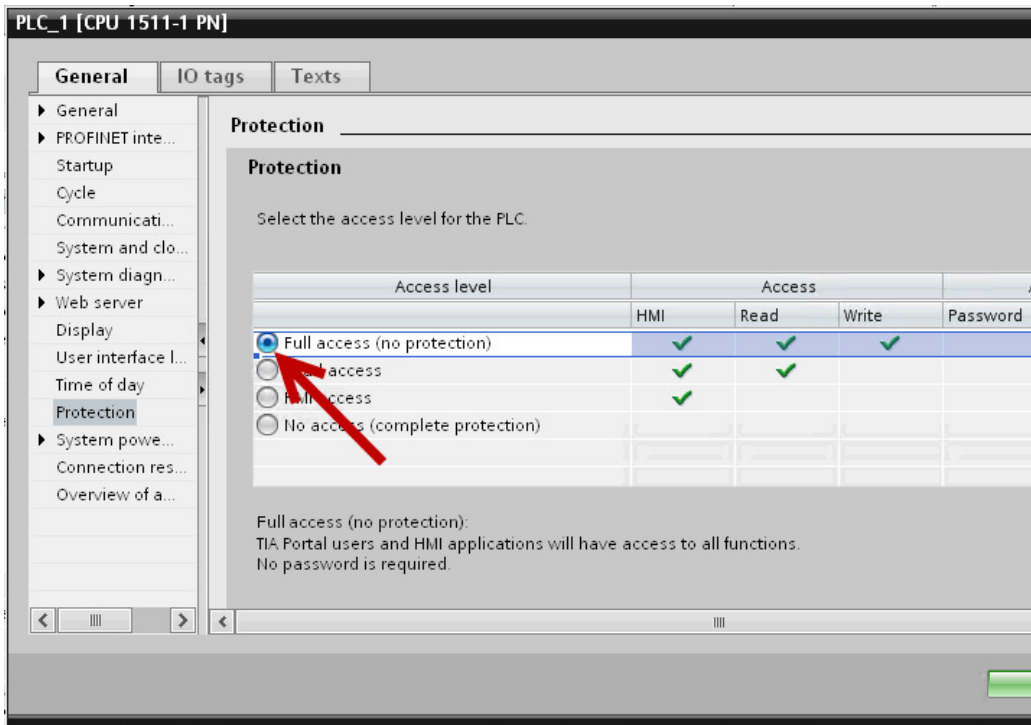 PLC_1 [CPU 1511-1 PN]
General IO tags Texts
General
PROFINET inte...
Startup
Cycle
Communicati...
System and clo...
System diagn...
Web server
Display
User interface l...
Time of day
Protection
System powe...
Connection res...
Overview of a...
Protection
Protection
Select the access level for the PLC.
Access level Access
HMI Read Write Password
Full access (no protection)
access
access
No access (complete protection)
Full access (no protection):
TIA Portal users and HMI applications will have access to all functions.
No password is required.